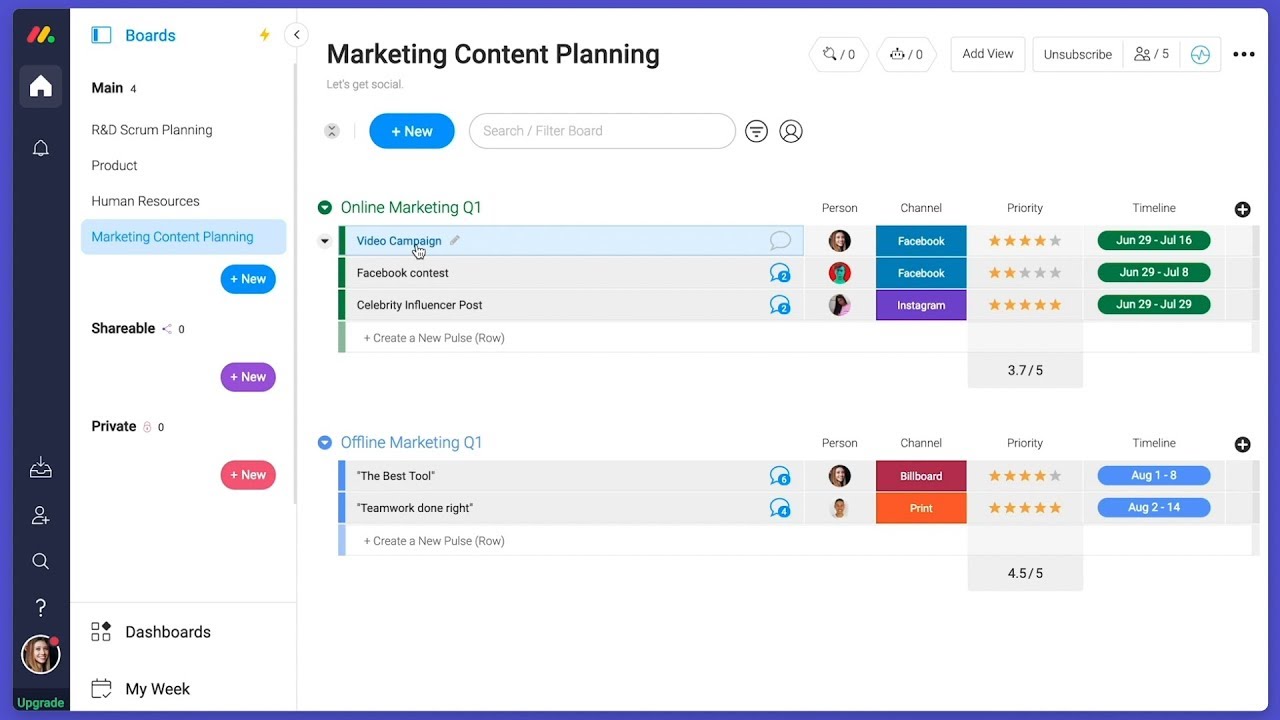 Boards
Main 4
R&D Scrum Planning
Product
Human Resources
Marketing Content Planning
+ New
Shareable 0
+ New
Private 0
+ New
Dashboards
My Week
?
Upgrade
Marketing Content Planning
Let's get social.
/ 0
/ 0
Add View
Unsubscribe
/ 5
+ New
Search / Filter Board
Online Marketing Q1 Person Channel Priority Timeline
Video Campaign Facebook Jun 29 - Jul 16
Facebook contest 2 Facebook Jun 29 - Jul 8
Celebrity Influencer Post 2 Instagram Jun 29 - Jul 29
+ Create a New Pulse (Row)
3.7 / 5
Offline Marketing Q1 Person Channel Priority Timeline
"The Best Tool" 6 Billboard Aug 1 - 8
"Teamwork done right" 4 Print Aug 2 - 14
+ Create a New Pulse (Row)
4.5 / 5